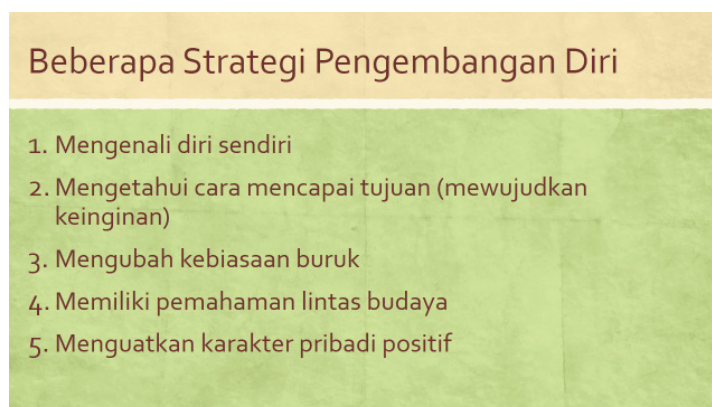 Beberapa Strategi Pengembangan Diri
1. Mengenali diri sendiri
2. Mengetahui cara mencapai tujuan (mewujudkan
keinginan)
3. Mengubah kebiasaan buruk
4. Memiliki pemahaman lintas budaya
5. Menguatkan karakter pribadi positif